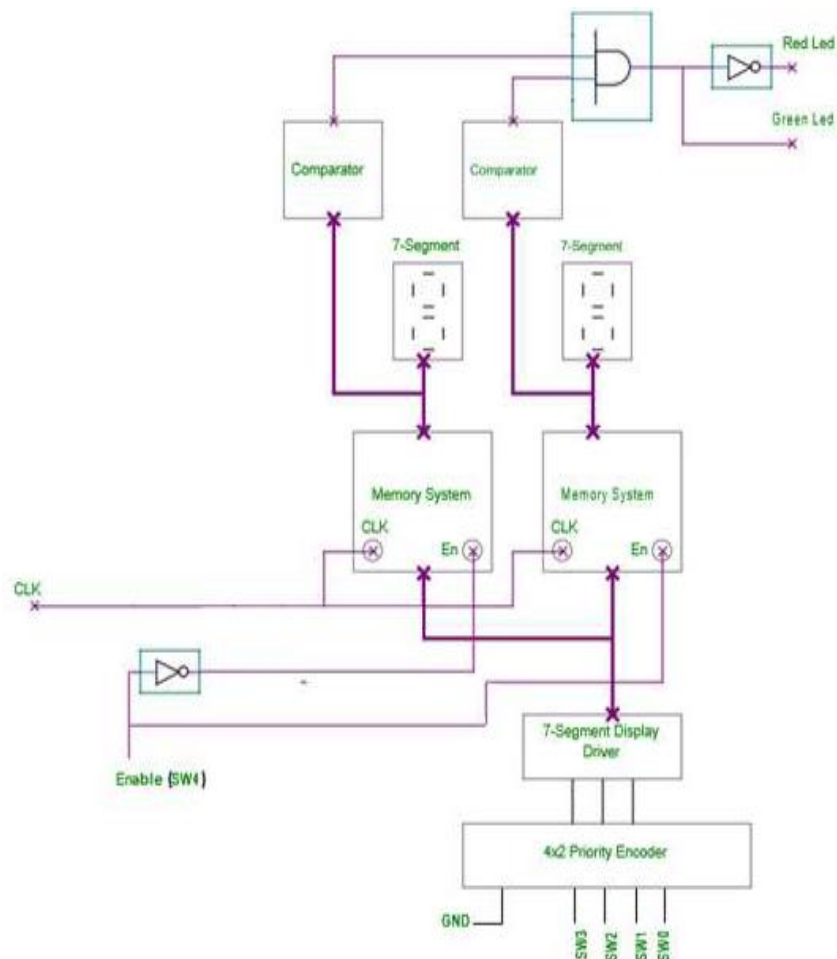 Red Led
Green Led
Comparator
Comparator
7-Segment
7-Segment
Memory System
Memory System
CLK
En
CLK
En
CLK
Enable (SW4)
7-Segment Display
Driver
4x2 Priority Encoder
GND
SW3
SW2
SW1
SW0